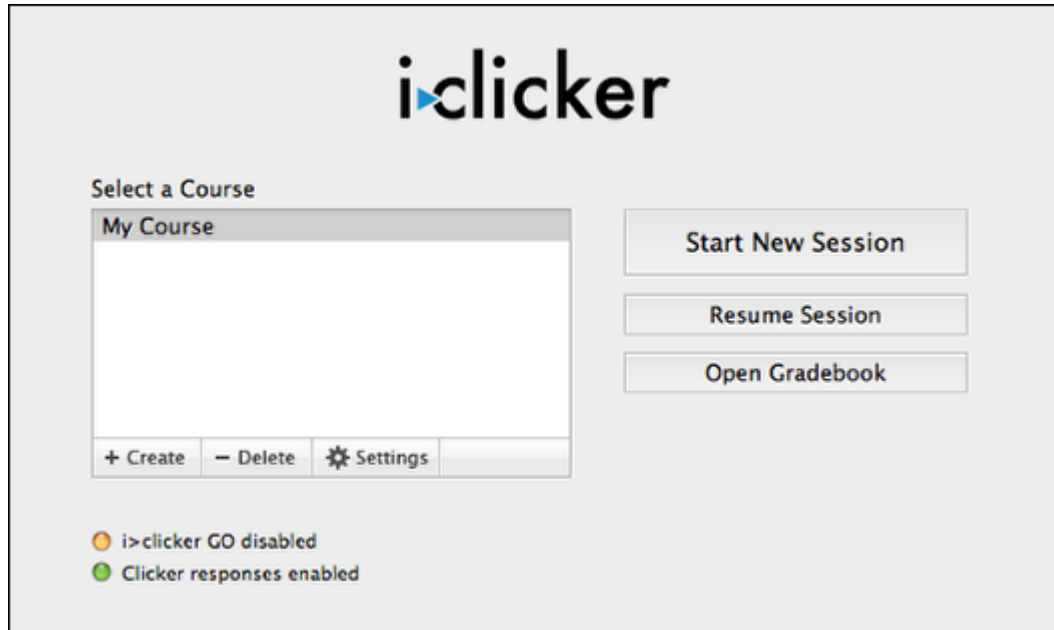 i▸clicker
Select a Course
My Course
Start New Session
Resume Session
Open Gradebook
+ Create − Delete Settings
i>clicker GO disabled
Clicker responses enabled